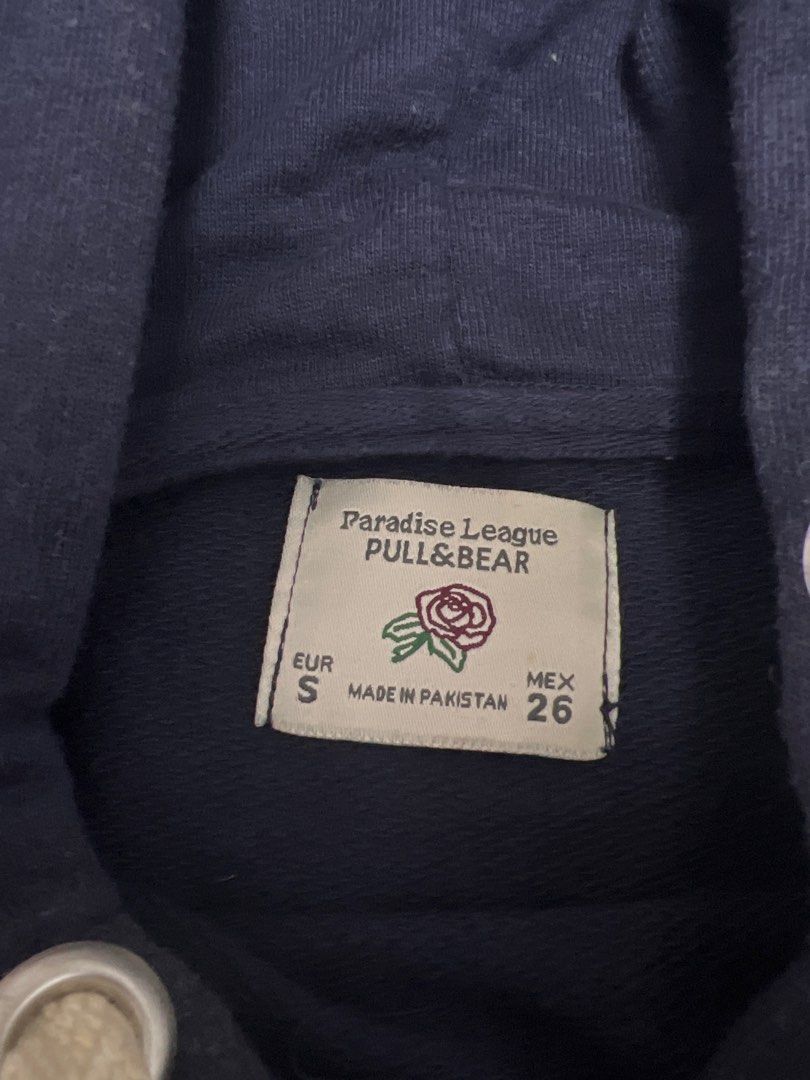 Paradise League
PULL&BEAR
EUR
S
MADE IN PAKISTAN
MEX
26